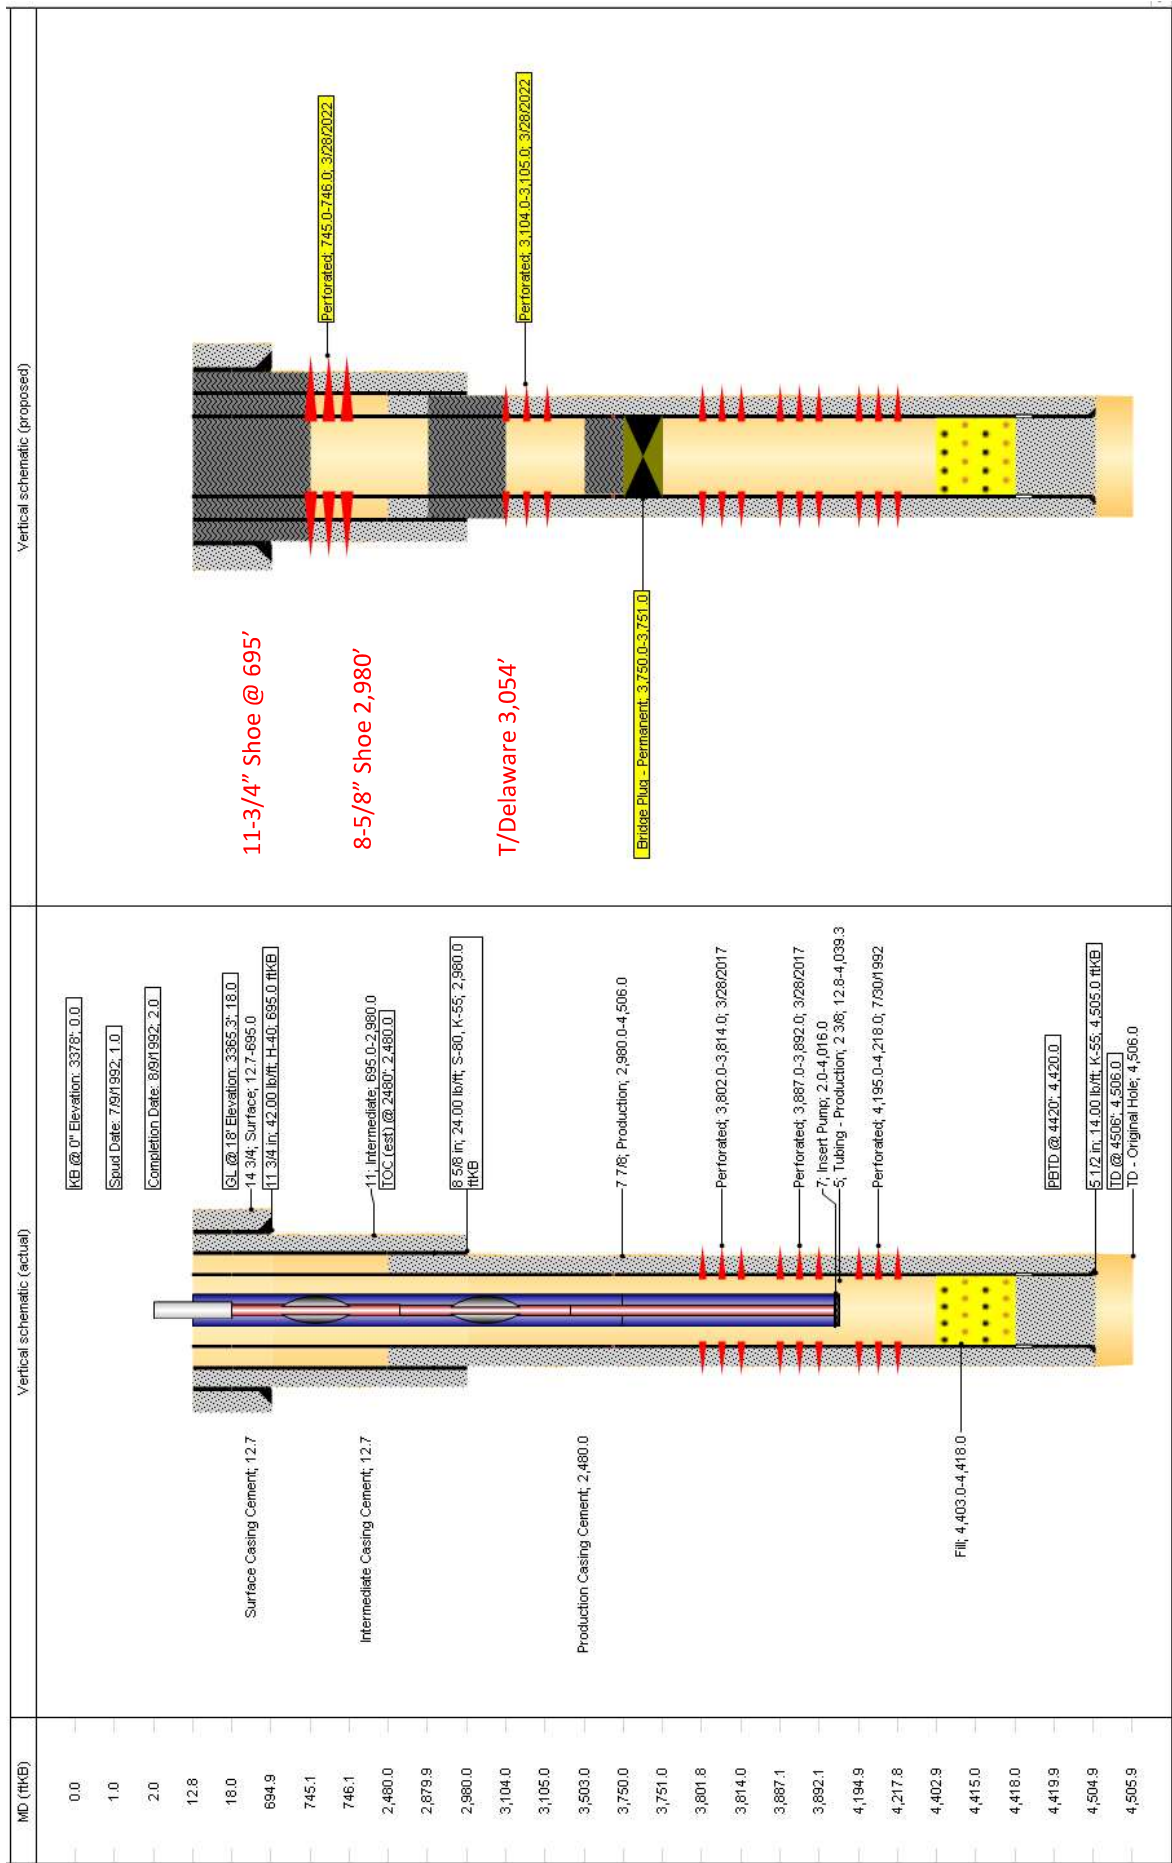 MD (ftKB)
0.0
1.0
2.0
12.8
18.0
694.9
745.1
746.1
2,480.0
2,879.9
2,980.0
3,104.0
3,105.0
3,503.0
3,750.0
3,751.0
3,801.8
3,814.0
3,887.1
3,892.1
4,194.9
4,217.8
4,402.9
4,415.0
4,418.0
4,419.9
4,504.9
4,505.9
Vertical schematic (actual)
Surface Casing Cement; 12.7
Intermediate Casing Cement; 12.7
Production Casing Cement; 2,480.0
Fill; 4,403.0-4,418.0
KB @ 0" Elevation: 3378'; 0.0
Spud Date: 7/9/1992; 1.0
Completion Date: 8/9/1992; 2.0
GL @ 18' Elevation: 3365.3'; 18.0
14 3/4; Surface; 12.7-695.0
11 3/4 in; 42.00 lb/ft; H-40; 695.0 ftKB
11; Intermediate; 695.0-2,980.0
TOC (est) @ 2480'; 2,480.0
8 5/8 in; 24.00 lb/ft; S-80, K-55; 2,980.0
ftKB
7 7/8; Production; 2,980.0-4,506.0
Perforated; 3,802.0-3,814.0; 3/28/2017
Perforated; 3,887.0-3,892.0; 3/28/2017
7; Insert Pump; 2.0-4,016.0
5; Tubing - Production; 2 3/8; 12.8-4,039.3
Perforated; 4,195.0-4,218.0; 7/30/1992
PBTD @ 4420'; 4,420.0
5 1/2 in; 14.00 lb/ft; K-55; 4,505.0 ftKB
TD @ 4506'; 4,506.0
TD - Original Hole; 4,506.0
Vertical schematic (proposed)
11-3/4” Shoe @ 695’
8-5/8” Shoe 2,980’
T/Delaware 3,054’
Bridge Plug - Permanent; 3,750.0-3,751.0
Perforated; 745.0-746.0; 3/28/2022
Perforated; 3,104.0-3,105.0; 3/28/2022